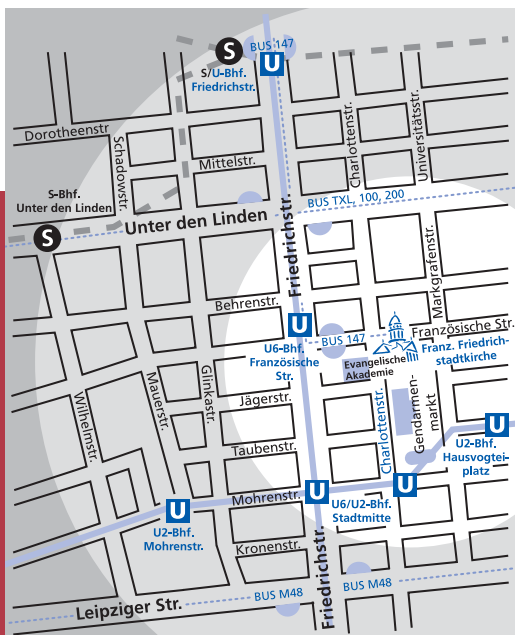 S
BUS 147
U
S/U-Bhf.
Friedrichstr.
Dorotheenstr
Schadowstr.
Mittelstr.
Charlottenstr.
Universitätsstr.
S-Bhf.
Unter den Linden
S
Unter den Linden
BUS TXL, 100, 200
Friedrichstr.
Markgrafenstr.
Behrenstr.
U
BUS 147
Französische Str.
U6-Bhf.
Französische
Str.
Evangelische
Akademie
Franz. Friedrich-
stadtkirche
Wilhelmstr.
Mauerstr.
Glinkastr.
Jägerstr.
Charlottenstr.
Gendarmen-
markt
U
U2-Bhf.
Hausvogtei-
platz
Taubenstr.
Mohrenstr.
U
U
U
U2-Bhf.
Mohrenstr.
U6/U2-Bhf.
Stadtmitte
Kronenstr.
Friedrichstr.
Leipziger Str.
BUS M48
BUS M48